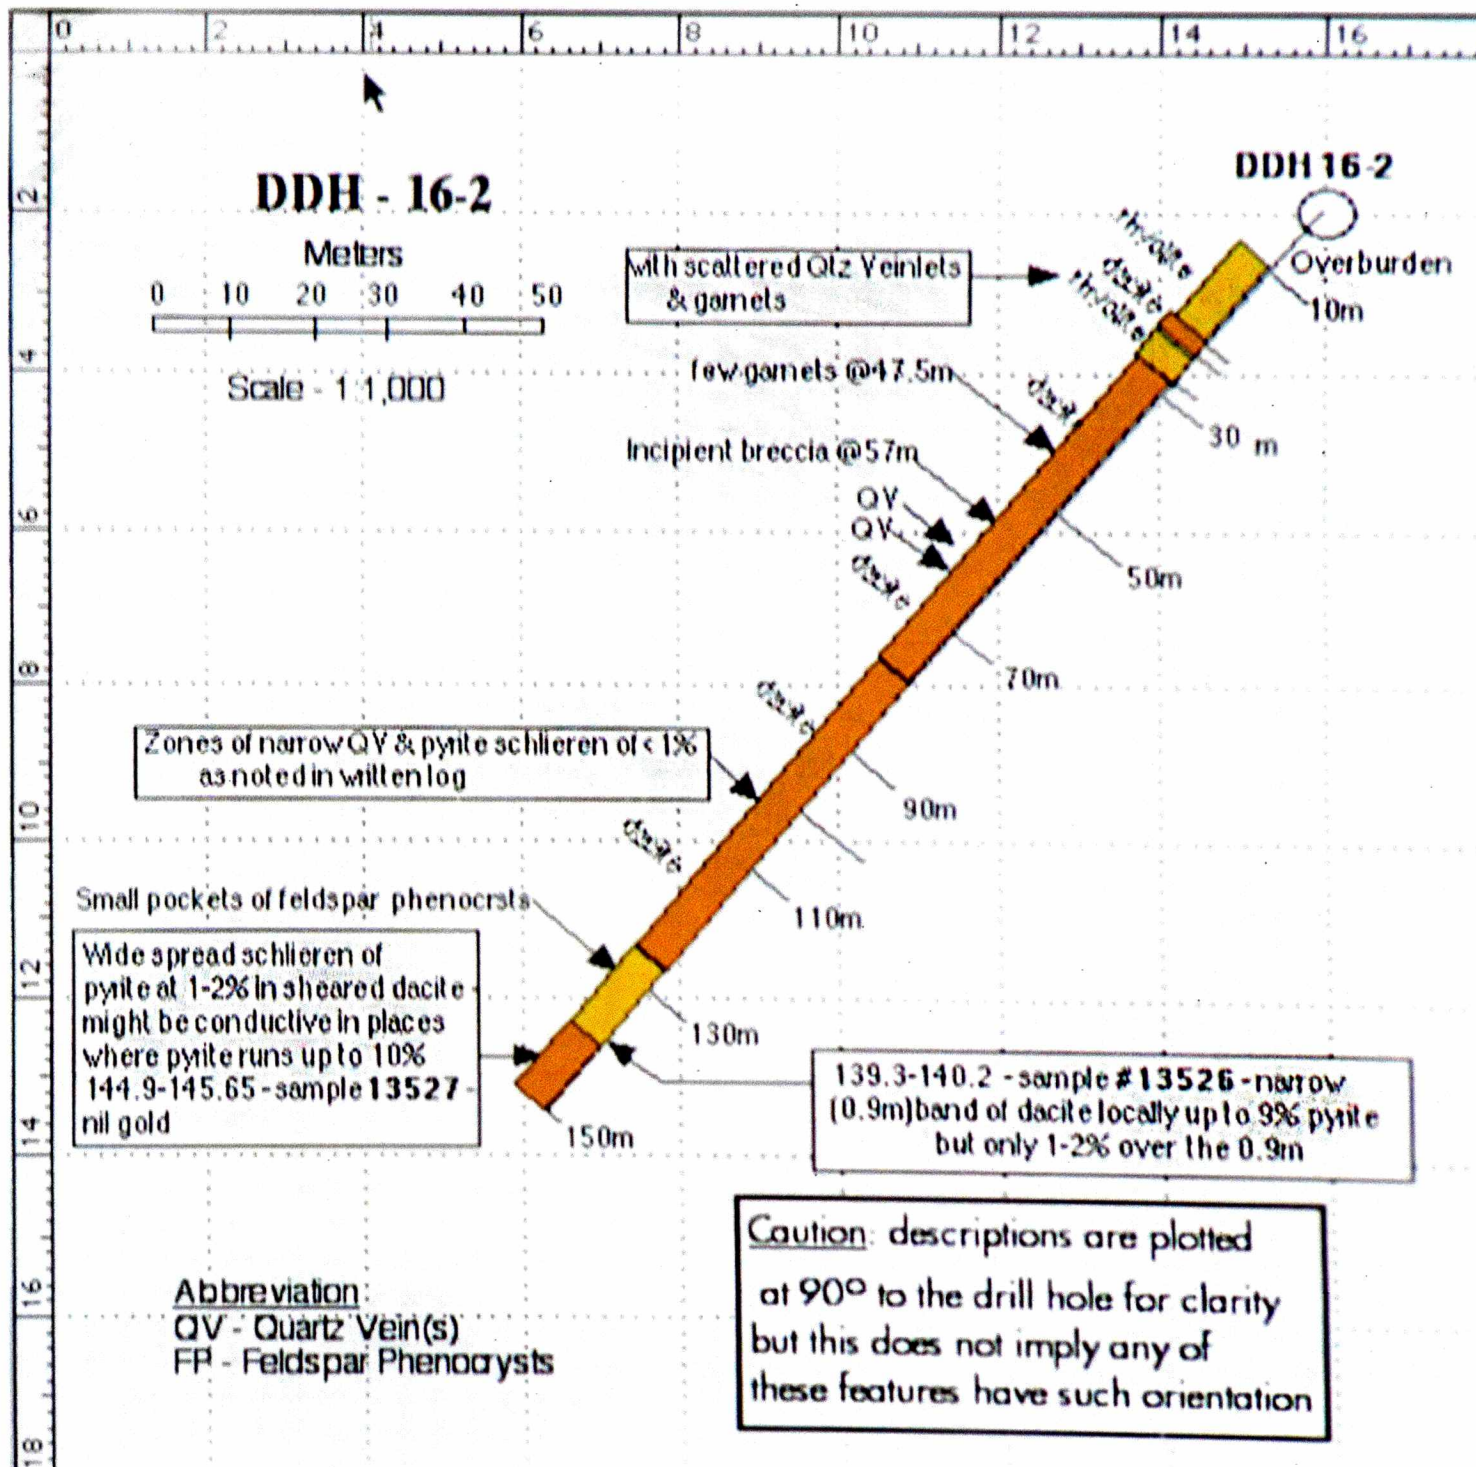 0 2 4 6 8 10 12 14 16
2
4
6
8
10
12
14
16
18
DDH 16-2
DDH - 16-2
Meters
0 10 20 30 40 50
Scale - 1:1,000
rhyolite
dacite
rhyolite
Overburden
10m
with scattered Qtz Veinlets
& garnets
few garnets @47.5m
dacite
30 m
Incipient breccia @57m
QV
QV
dacite
50m
70m
dacite
Zones of narrow QV & pyrite schlieren of < 1%
as noted in written log
90m
dacite
Small pockets of feldspar phenocrsts
110m
Wide spread schlieren of
pyrite at 1-2% in sheared dacite
might be conductive in places
where pyrite runs up to 10%
144.9-145.65 - sample 13527 -
nil gold
130m
150m
139.3-140.2 - sample #13526 - narrow
(0.9m) band of dacite locally up to 9% pyrite
but only 1-2% over the 0.9m
Caution: descriptions are plotted
at 90º to the drill hole for clarity
but this does not imply any of
these features have such orientation
Abbreviation:
QV - Quartz Vein(s)
FP - Feldspar Phenocrysts